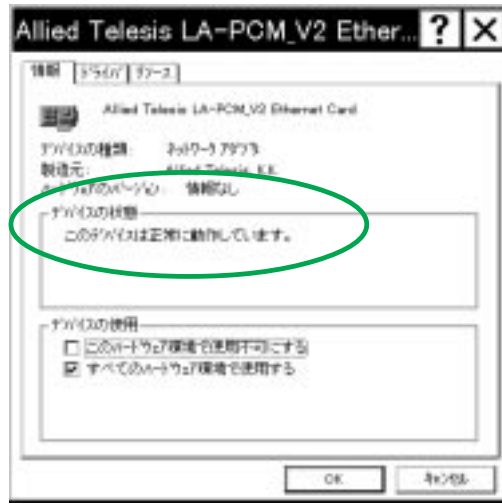 Allied Telesis LA-PCM_V2 Ether... ? ×
情報 ドライバ リソース
Allied Telesis LA-PCM_V2 Ethernet Card
デバイスの種類: ネットワーク アダプタ
製造元: Allied Telesis K.K.
ハードウェアのバージョン: 情報なし
デバイスの状態
このデバイスは正常に動作しています。
デバイスの使用
このハードウェア環境で使用不可にする
すべてのハードウェア環境で使用する
OK キャンセル